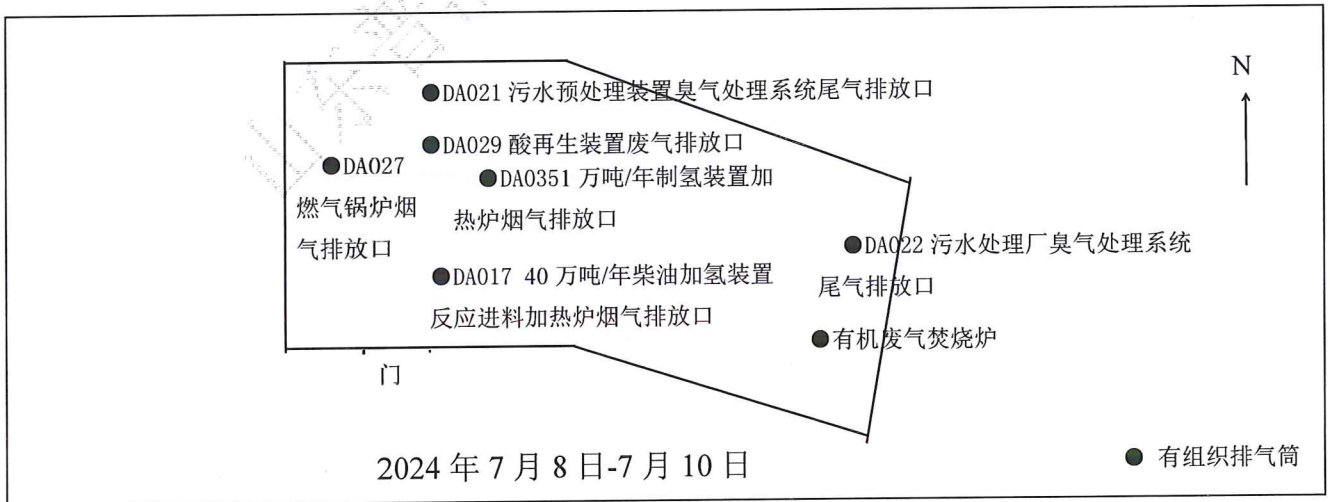 DA021 污水预处理装置臭气处理系统尾气排放口
N
DA029 酸再生装置废气排放口
DA027
燃气锅炉烟
气排放口
DA0351 万吨/年制氢装置加
热炉烟气排放口
DA022 污水处理厂臭气处理系统
尾气排放口
DA017 40 万吨/年柴油加氢装置
反应进料加热炉烟气排放口
有机废气焚烧炉
门
2024 年 7 月 8 日-7 月 10 日
有组织排气筒